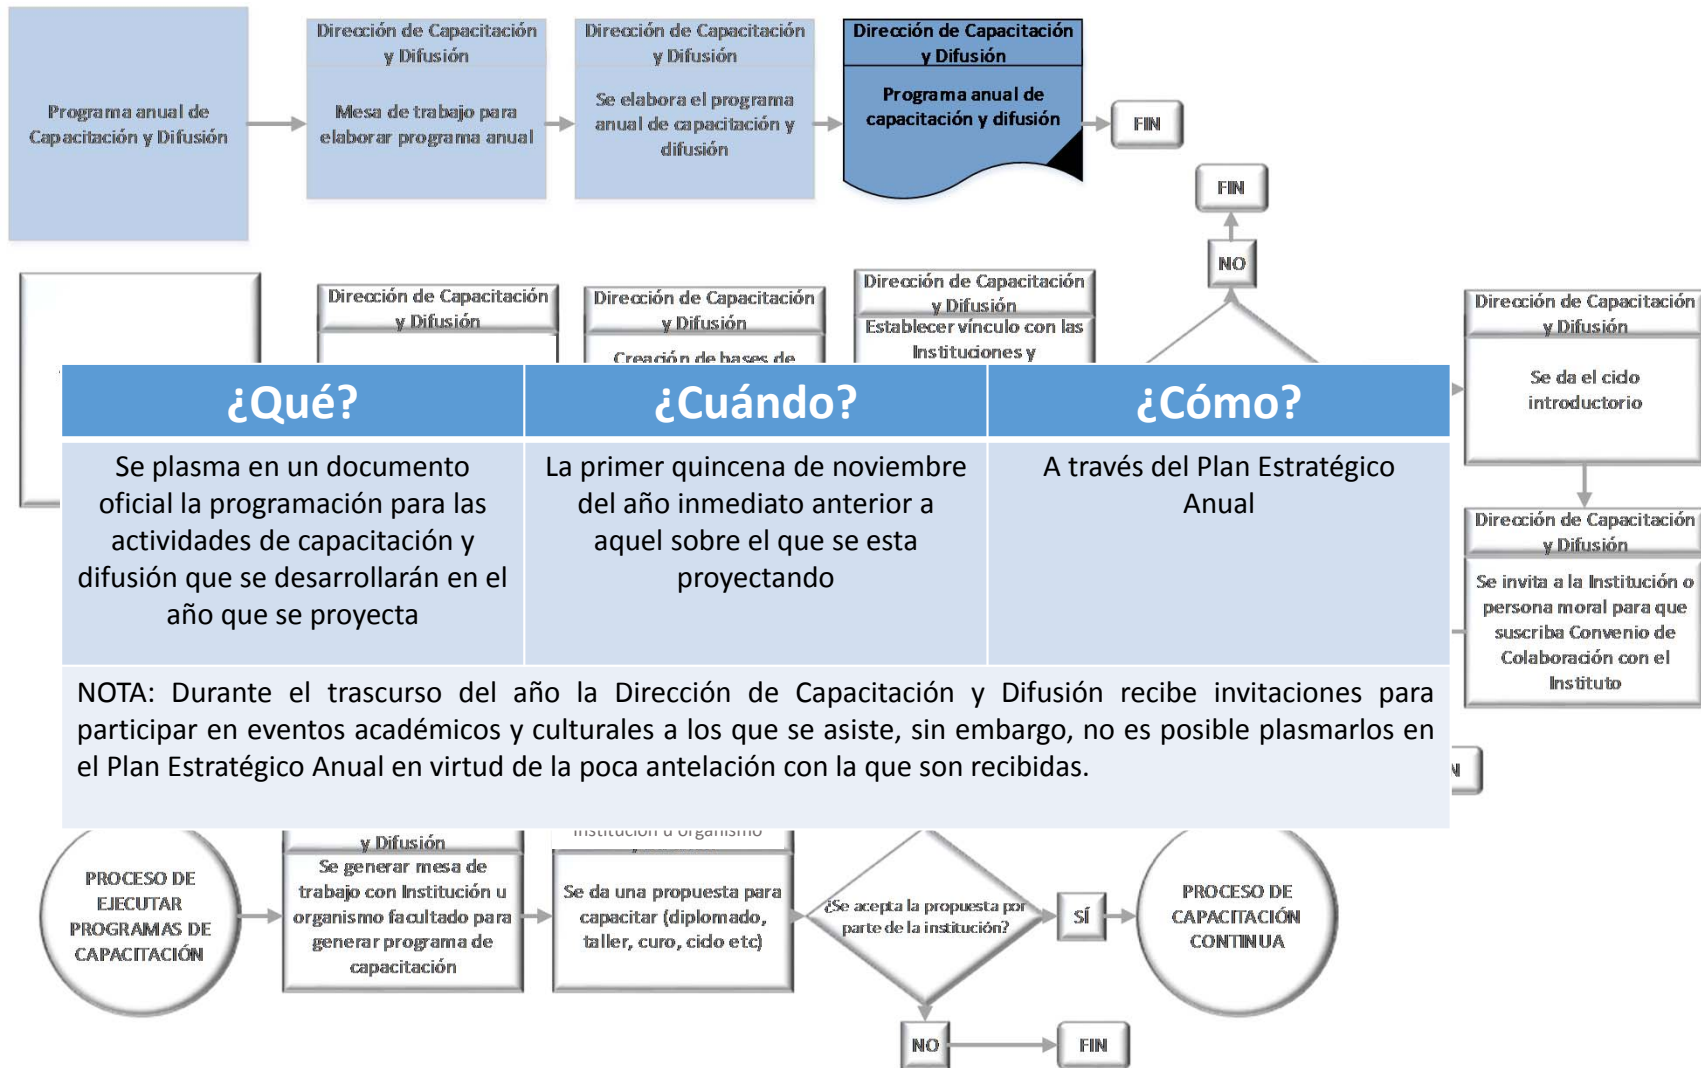 Programa anual de
Capacitación y Difusión
Dirección de Capacitación
y Difusión
Mesa de trabajo para
elaborar programa anual
Dirección de Capacitación
y Difusión
Se elabora el programa
anual de capacitación y
difusión
Dirección de Capacitación
y Difusión
Programa anual de
capacitación y difusión
FIN
FIN
NO
Dirección de Capacitación
y Difusión
Dirección de Capacitación
y Difusión
Creación de bases de
Dirección de Capacitación
y Difusión
Establecer vínculo con las
Instituciones y
Dirección de Capacitación
y Difusión
Se da el ciclo
introductorio
¿Qué?
¿Cuándo?
¿Cómo?
Se plasma en un documento
oficial la programación para las
actividades de capacitación y
difusión que se desarrollarán en el
año que se proyecta
La primer quincena de noviembre
del año inmediato anterior a
aquel sobre el que se esta
proyectando
A través del Plan Estratégico
Anual
Dirección de Capacitación
y Difusión
Se invita a la Institución o
persona moral para que
suscriba Convenio de
Colaboración con el
Instituto
NOTA: Durante el trascurso del año la Dirección de Capacitación y Difusión recibe invitaciones para
participar en eventos académicos y culturales a los que se asiste, sin embargo, no es posible plasmarlos en
el Plan Estratégico Anual en virtud de la poca antelación con la que son recibidas.
PROCESO DE
EJECUTAR
PROGRAMAS DE
CAPACITACIÓN
y Difusión
Se generar mesa de
trabajo con Institución u
organismo facultado para
generar programa de
capacitación
institución u organismo
Se da una propuesta para
capacitar (diplomado,
taller, curo, ciclo etc)
¿Se acepta la propuesta por
parte de la institución?
SÍ
PROCESO DE
CAPACITACIÓN
CONTINUA
NO
FIN